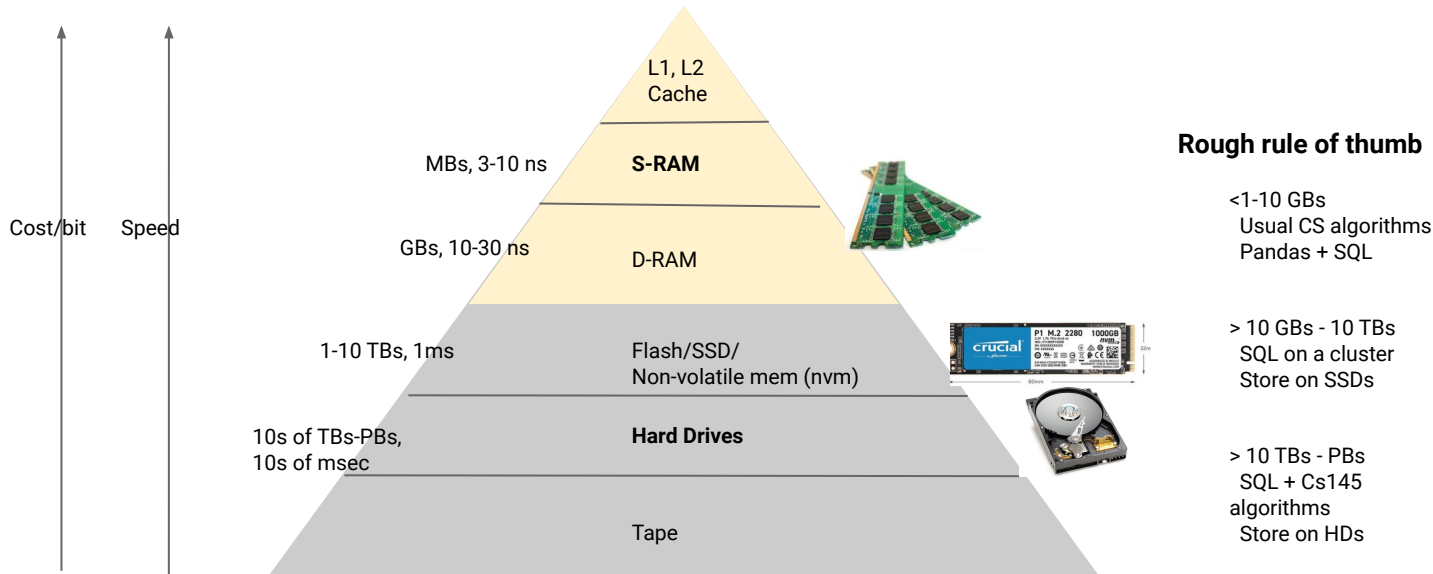 L1, L2
Cache
MBs, 3-10 ns
S-RAM
Cost/bit
Speed
GBs, 10-30 ns
D-RAM
1-10 TBs, 1ms
Flash/SSD/
Non-volatile mem (nvm)
10s of TBs-PBs,
10s of msec
Hard Drives
Tape
crucial
P1 M.2 2280 1000GB
nvm
80mm
Rough rule of thumb
<1-10 GBs
Usual CS algorithms
Pandas + SQL
> 10 GBs - 10 TBs
SQL on a cluster
Store on SSDs
> 10 TBs - PBs
SQL + Cs145
algorithms
Store on HDs